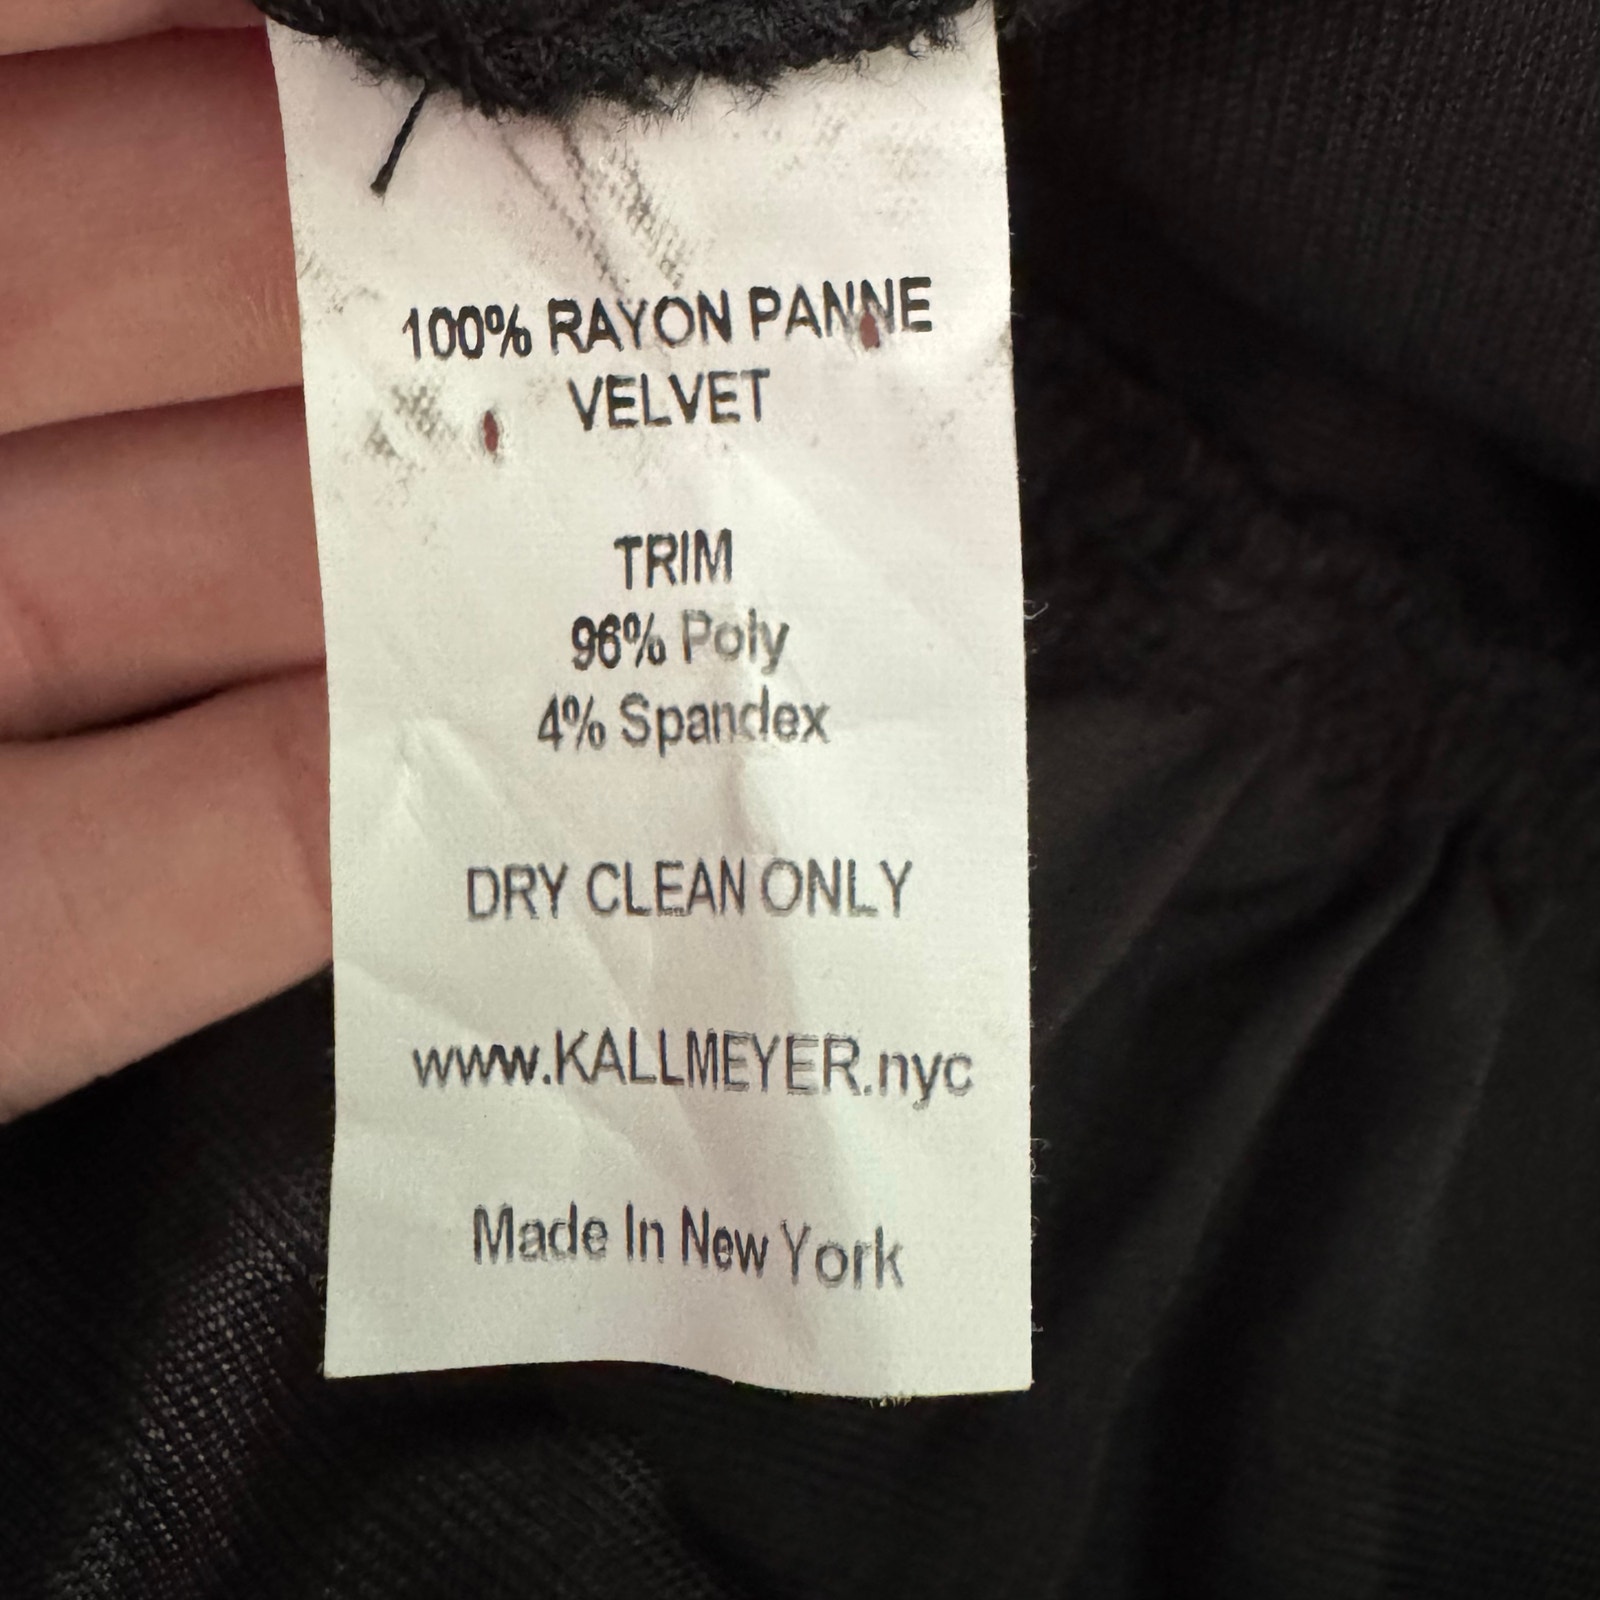 100% RAYON PANNE
VELVET
TRIM
96% Poly
4% Spandex
DRY CLEAN ONLY
www.KALLMEYER.nyc
Made In New York